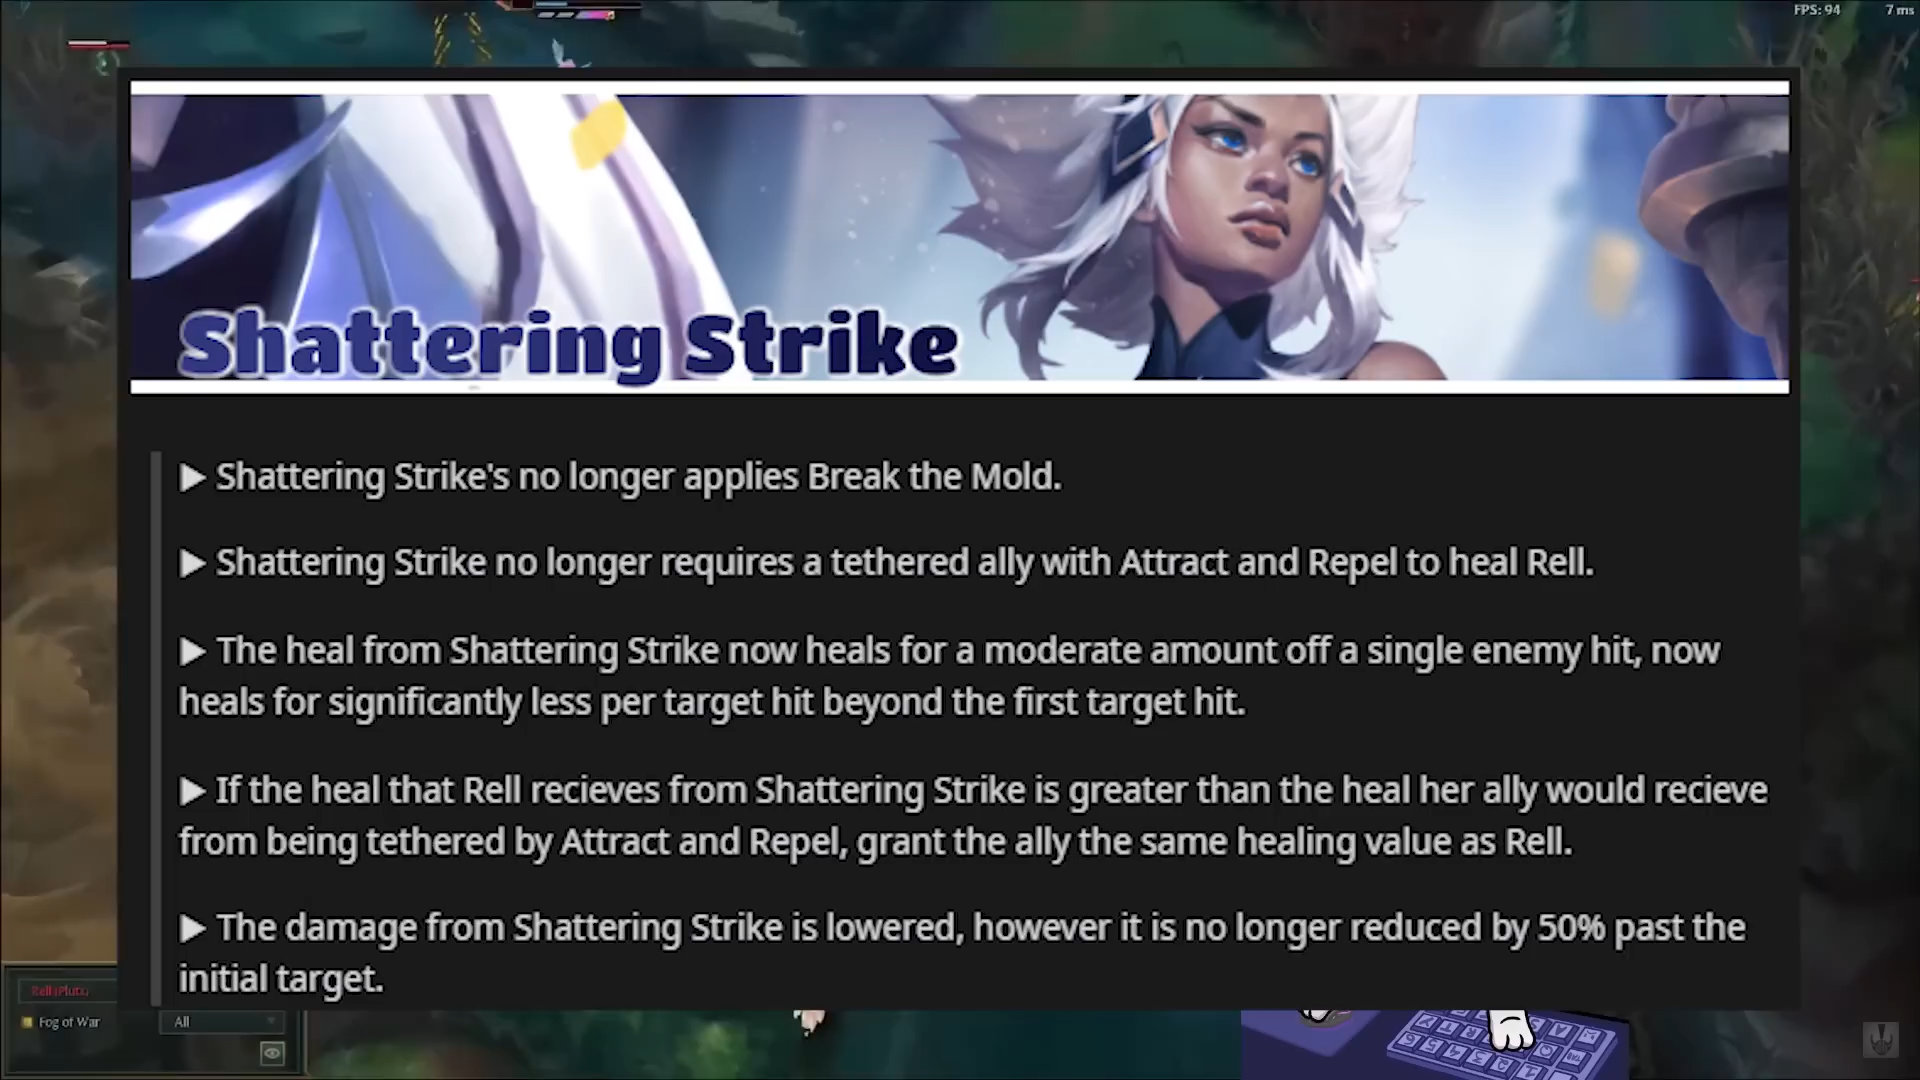 FPS: 94 7 ms
Shattering Strike
▶ Shattering Strike's no longer applies Break the Mold.
▶ Shattering Strike no longer requires a tethered ally with Attract and Repel to heal Rell.
▶ The heal from Shattering Strike now heals for a moderate amount off a single enemy hit, now
heals for significantly less per target hit beyond the first target hit.
▶ If the heal that Rell recieves from Shattering Strike is greater than the heal her ally would recieve
from being tethered by Attract and Repel, grant the ally the same healing value as Rell.
▶ The damage from Shattering Strike is lowered, however it is no longer reduced by 50% past the
initial target.
Fog of War All